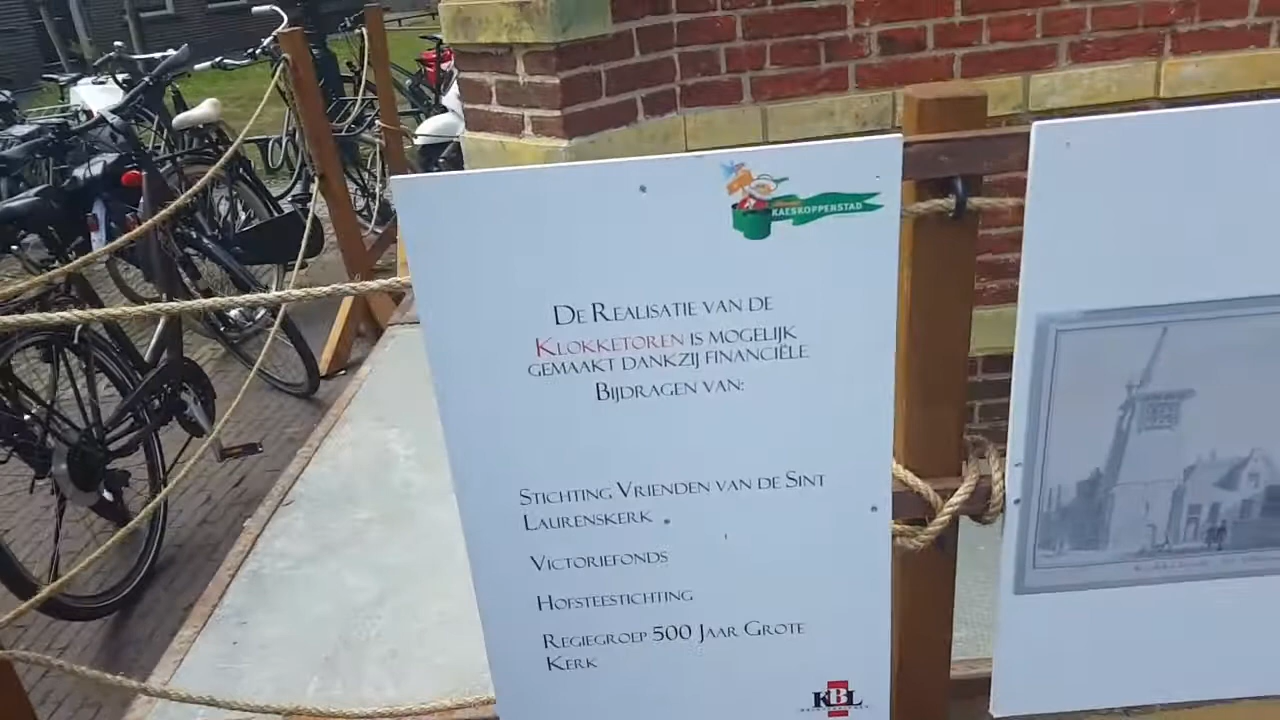 KAESKOPPENSTAD
DE REALISATIE VAN DE
KLOKKETOREN IS MOGELIJK
GEMAAKT DANKZIJ FINANCIËLE
BIJDRAGEN VAN:
STICHTING VRIENDEN VAN DE SINT
LAURENSKERK
VICTORIEFONDS
HOFSTEESTICHTING
REGIEGROEP 500 JAAR GROTE
KERK
KBL